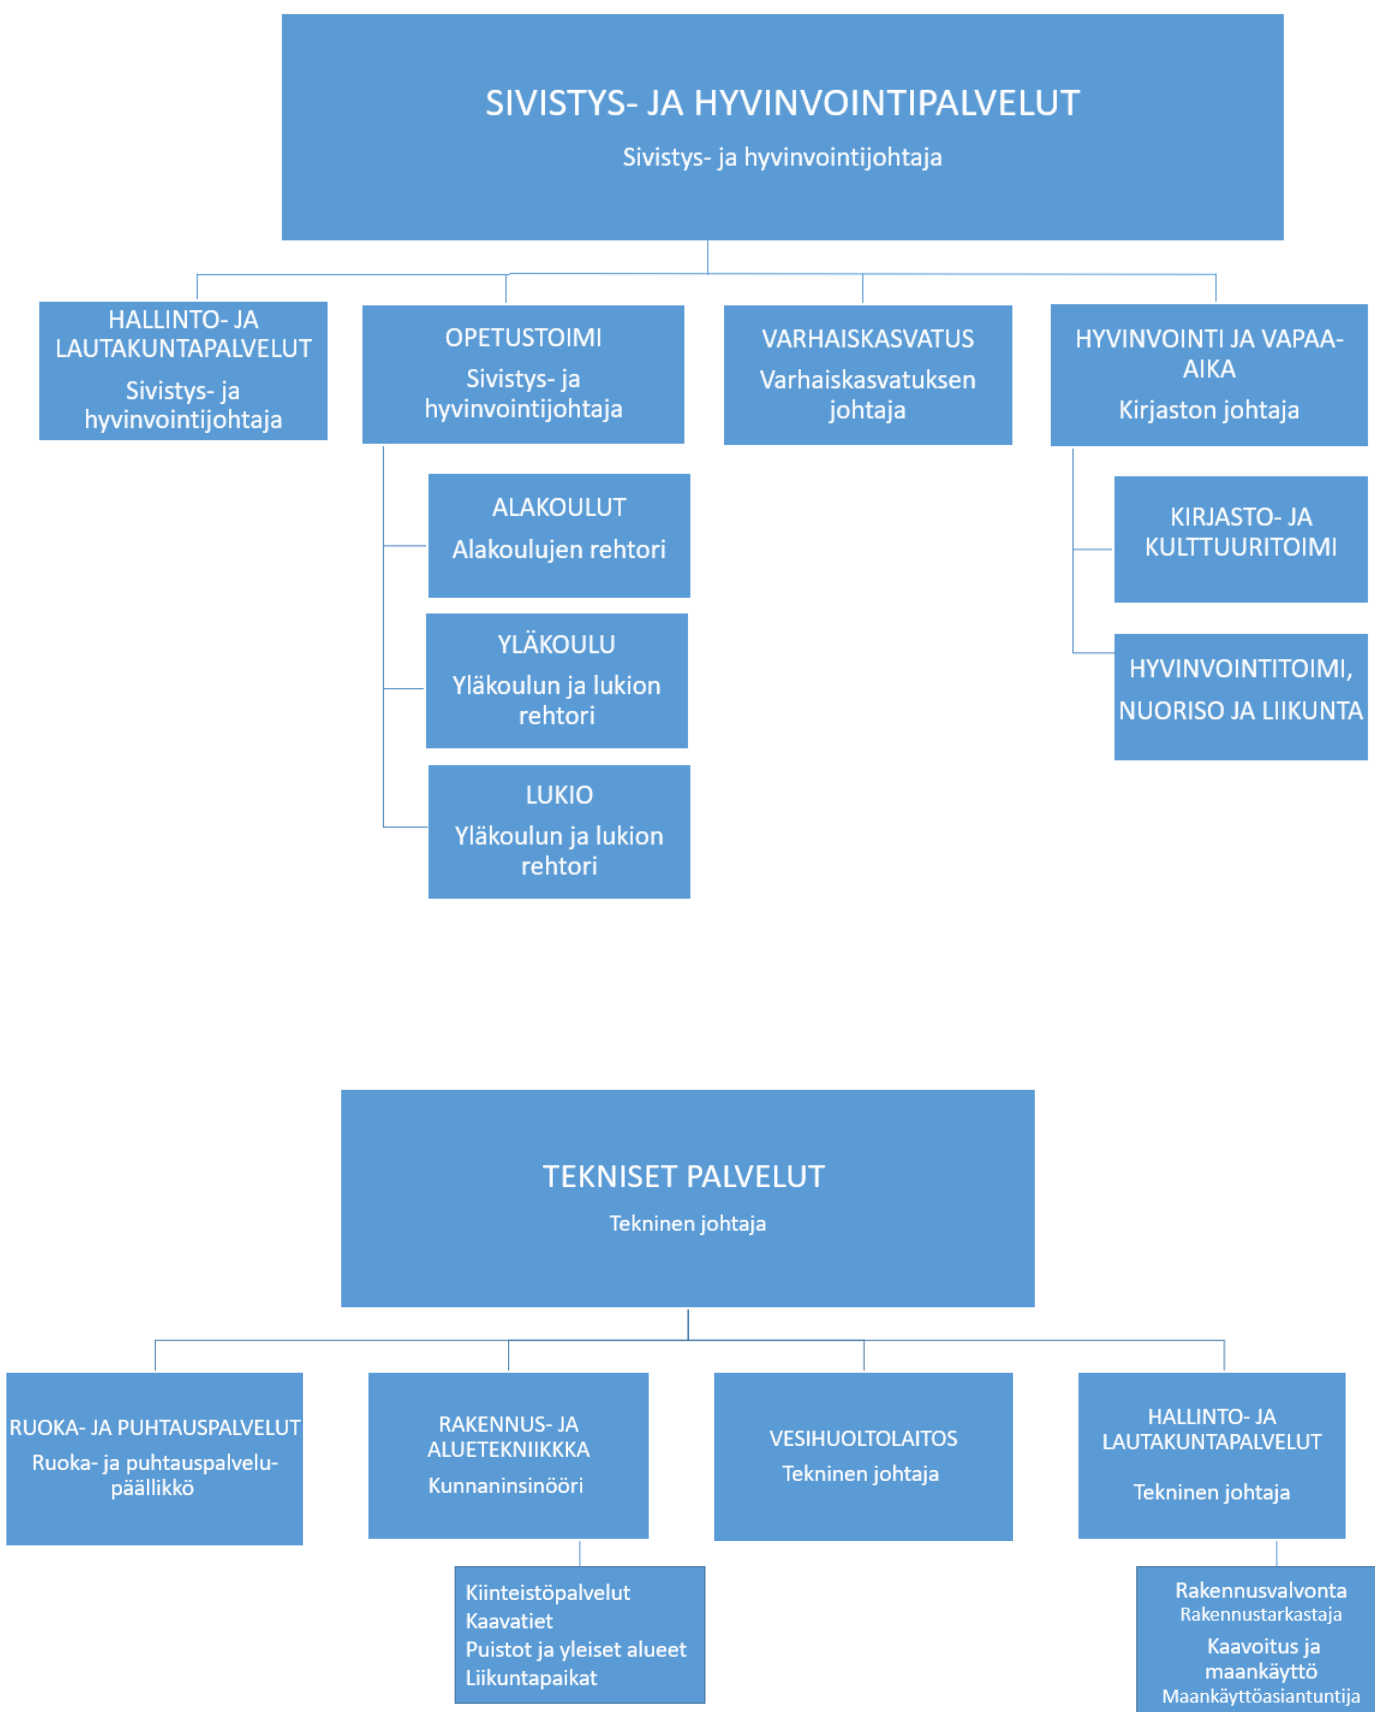 SIVISTYS- JA HYVINVOINTIPALVELUT
Sivistys- ja hyvinvointijohtaja
HALLINTO- JA
LAUTAKUNTAPALVELUT
Sivistys- ja
hyvinvointijohtaja
OPETUSTOIMI
Sivistys- ja
hyvinvointijohtaja
VARHAISKASVATUS
Varhaiskasvatuksen
johtaja
HYVINVOINTI JA VAPAA-
AIKA
Kirjaston johtaja
ALAKOULUT
Alakoulujen rehtori
YLÄKOULU
Yläkoulun ja lukion
rehtori
LUKIO
Yläkoulun ja lukion
rehtori
KIRJASTO- JA
KULTTUURITOIMI
HYVINVOINTITOIMI,
NUORISO JA LIIKUNTA
TEKNISET PALVELUT
Tekninen johtaja
RUOKA- JA PUHTAUSPALVELUT
Ruoka- ja puhtauspalvelu-
päällikkö
RAKENNUS- JA
ALUETEKNIIKKKA
Kunnaninsinööri
VESIHUOLTOLAITOS
Tekninen johtaja
HALLINTO- JA
LAUTAKUNTAPALVELUT
Tekninen johtaja
Kiinteistöpalvelut
Kaavatiet
Puistot ja yleiset alueet
Liikuntapaikat
Rakennusvalvonta
Rakennustarkastaja
Kaavoitus ja
maankäyttö
Maankäyttöasiantuntija